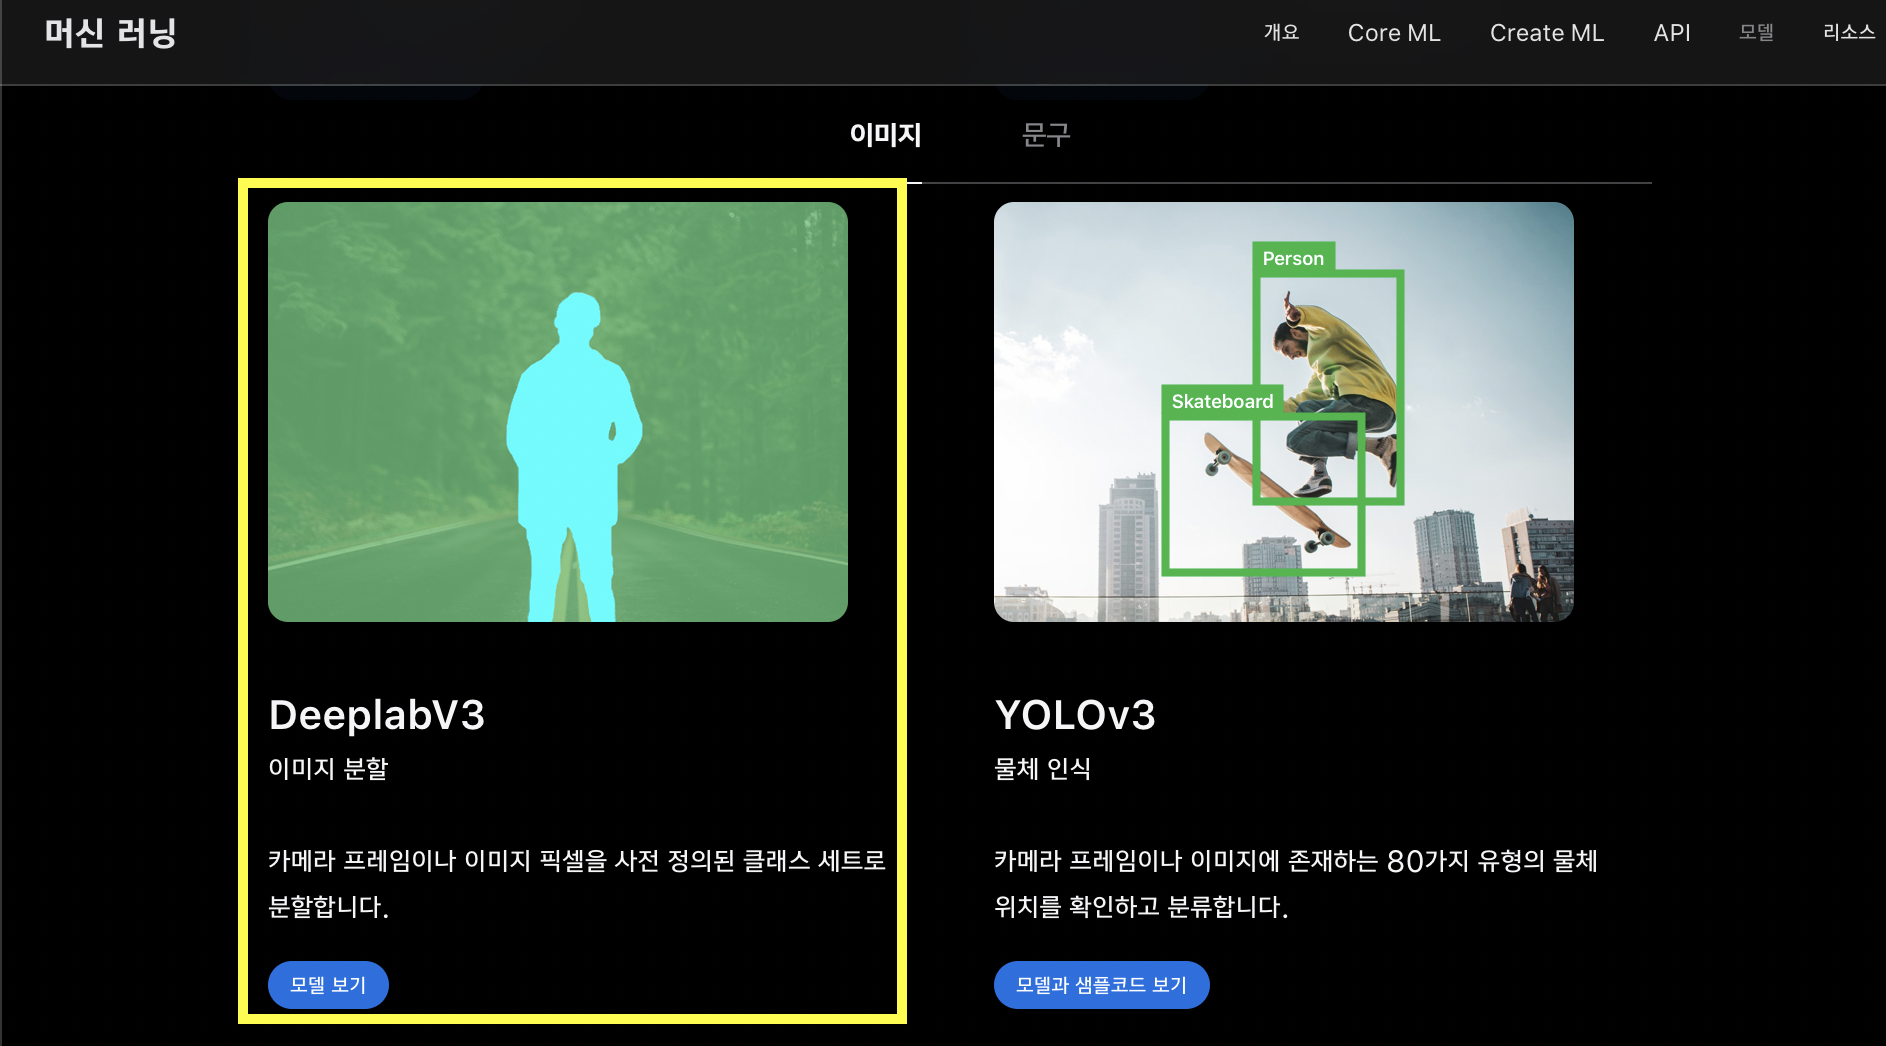 머신 러닝
개요 Core ML Create ML API 모델 리소스
이미지 문구
Person
Skateboard
DeeplabV3
이미지 분할
카메라 프레임이나 이미지 픽셀을 사전 정의된 클래스 세트로
분할합니다.
모델 보기
YOLOv3
물체 인식
카메라 프레임이나 이미지에 존재하는 80가지 유형의 물체
위치를 확인하고 분류합니다.
모델과 샘플코드 보기